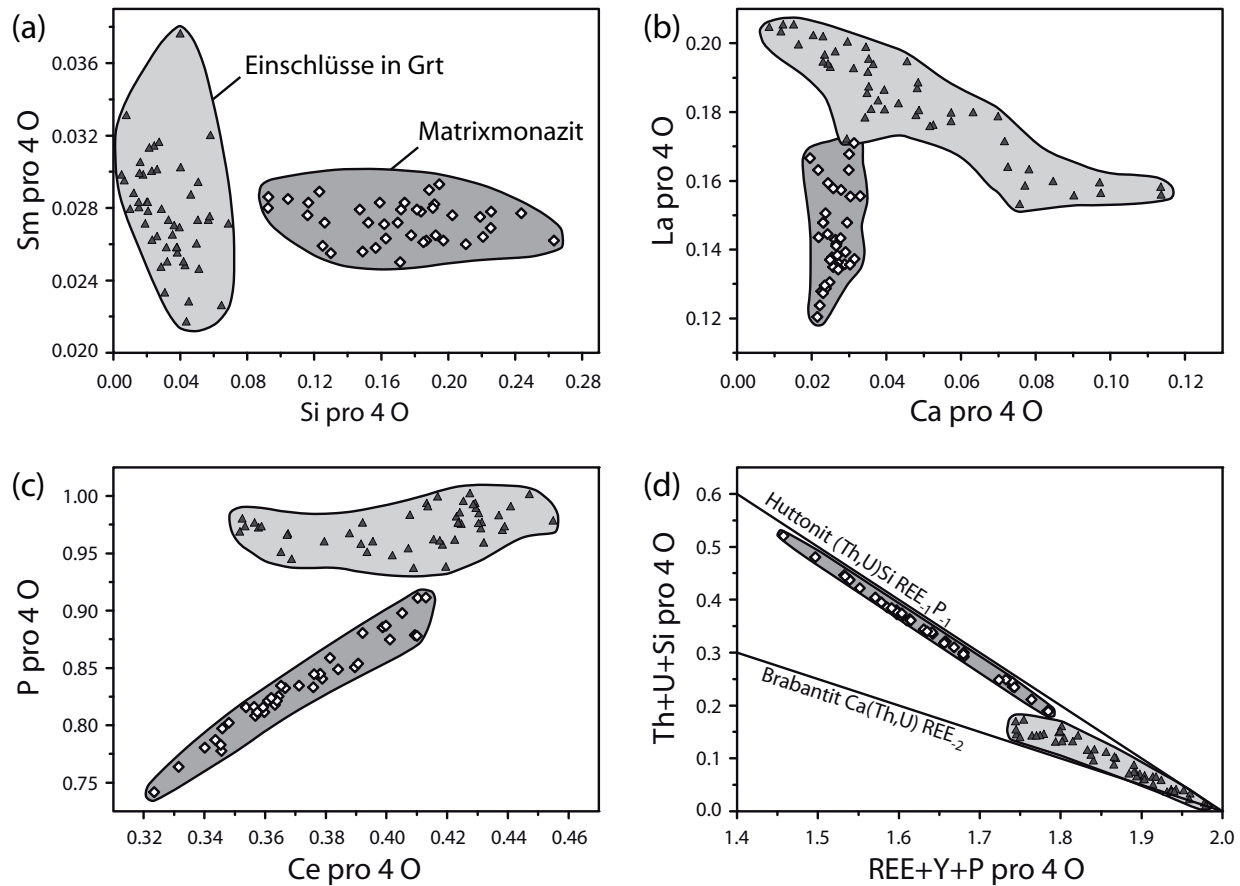 (a)
Sm pro 4 O
0.036
0.032
0.028
0.024
0.020
Einschlüsse in Grt
Matrixmonazit
0.00 0.04 0.08 0.12 0.16 0.20 0.24 0.28
Si pro 4 O
(b)
La pro 4 O
0.20
0.18
0.16
0.14
0.12
0.00 0.02 0.04 0.06 0.08 0.10 0.12
Ca pro 4 O
(c)
P pro 4 O
1.00
0.95
0.90
0.85
0.80
0.75
0.32 0.34 0.36 0.38 0.40 0.42 0.44 0.46
Ce pro 4 O
(d)
Th+U+Si pro 4 O
0.6
0.5
0.4
0.3
0.2
0.1
0.0
Huttonit (Th,U)Si REE-1P-1
Brabantit Ca(Th,U) REE-2
1.4 1.5 1.6 1.7 1.8 1.9 2.0
REE+Y+P pro 4 O